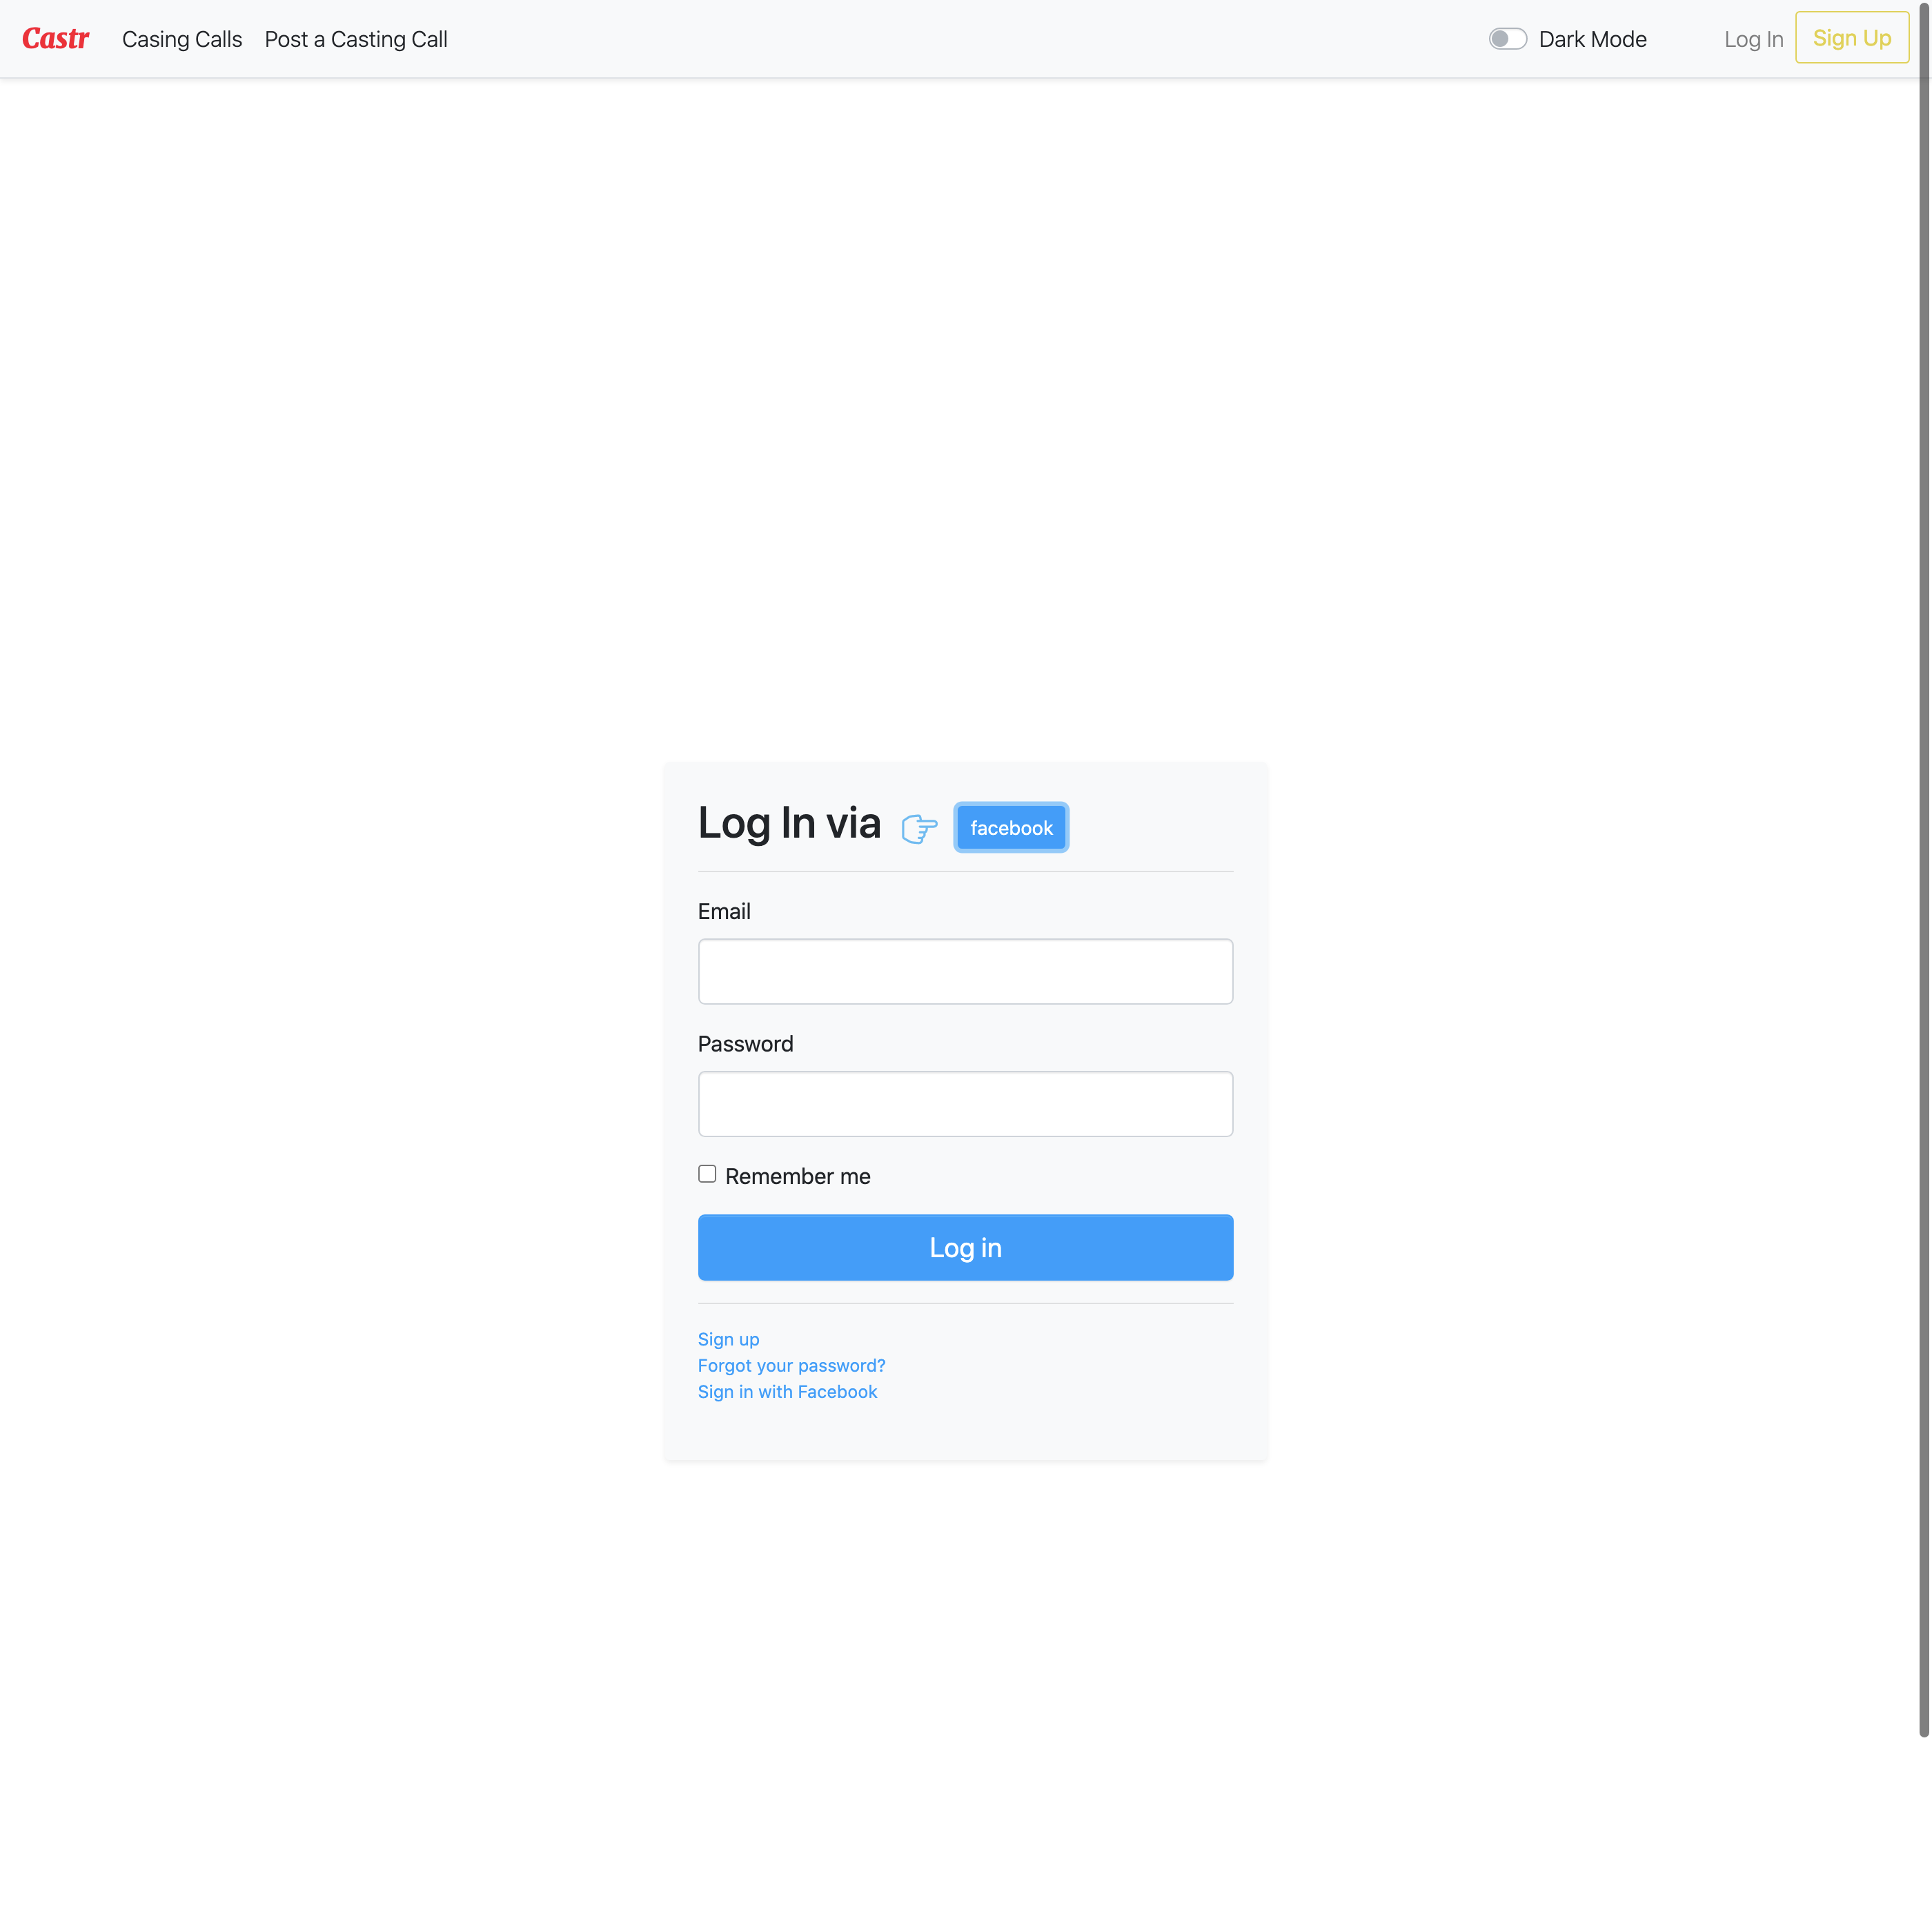 Castr Casing Calls Post a Casting Call Dark Mode Log In Sign Up
Log In via facebook
Email
Password
Remember me
Log in
Sign up
Forgot your password?
Sign in with Facebook